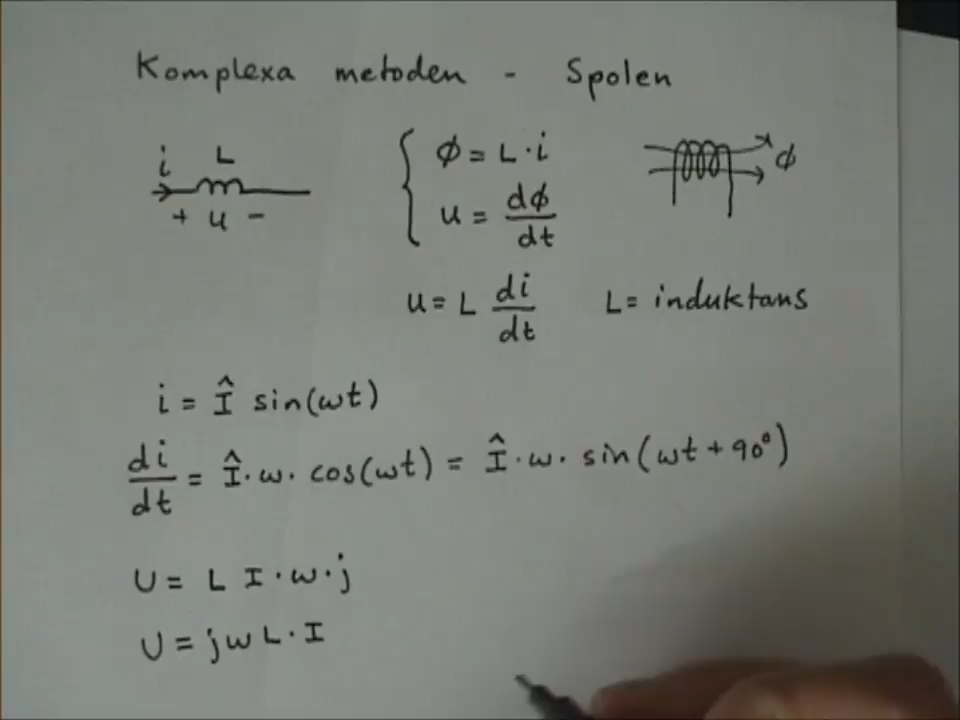 Komplexa metoden - Spolen
i L
+ u -
ϕ = L · i
u = dϕ/dt
ϕ
u = L di/dt L = induktans
i = Î sin(ωt)
di/dt = Î · ω · cos(ωt) = Î · ω · sin(ωt + 90°)
U = L I · ω · j
U = jωL · I